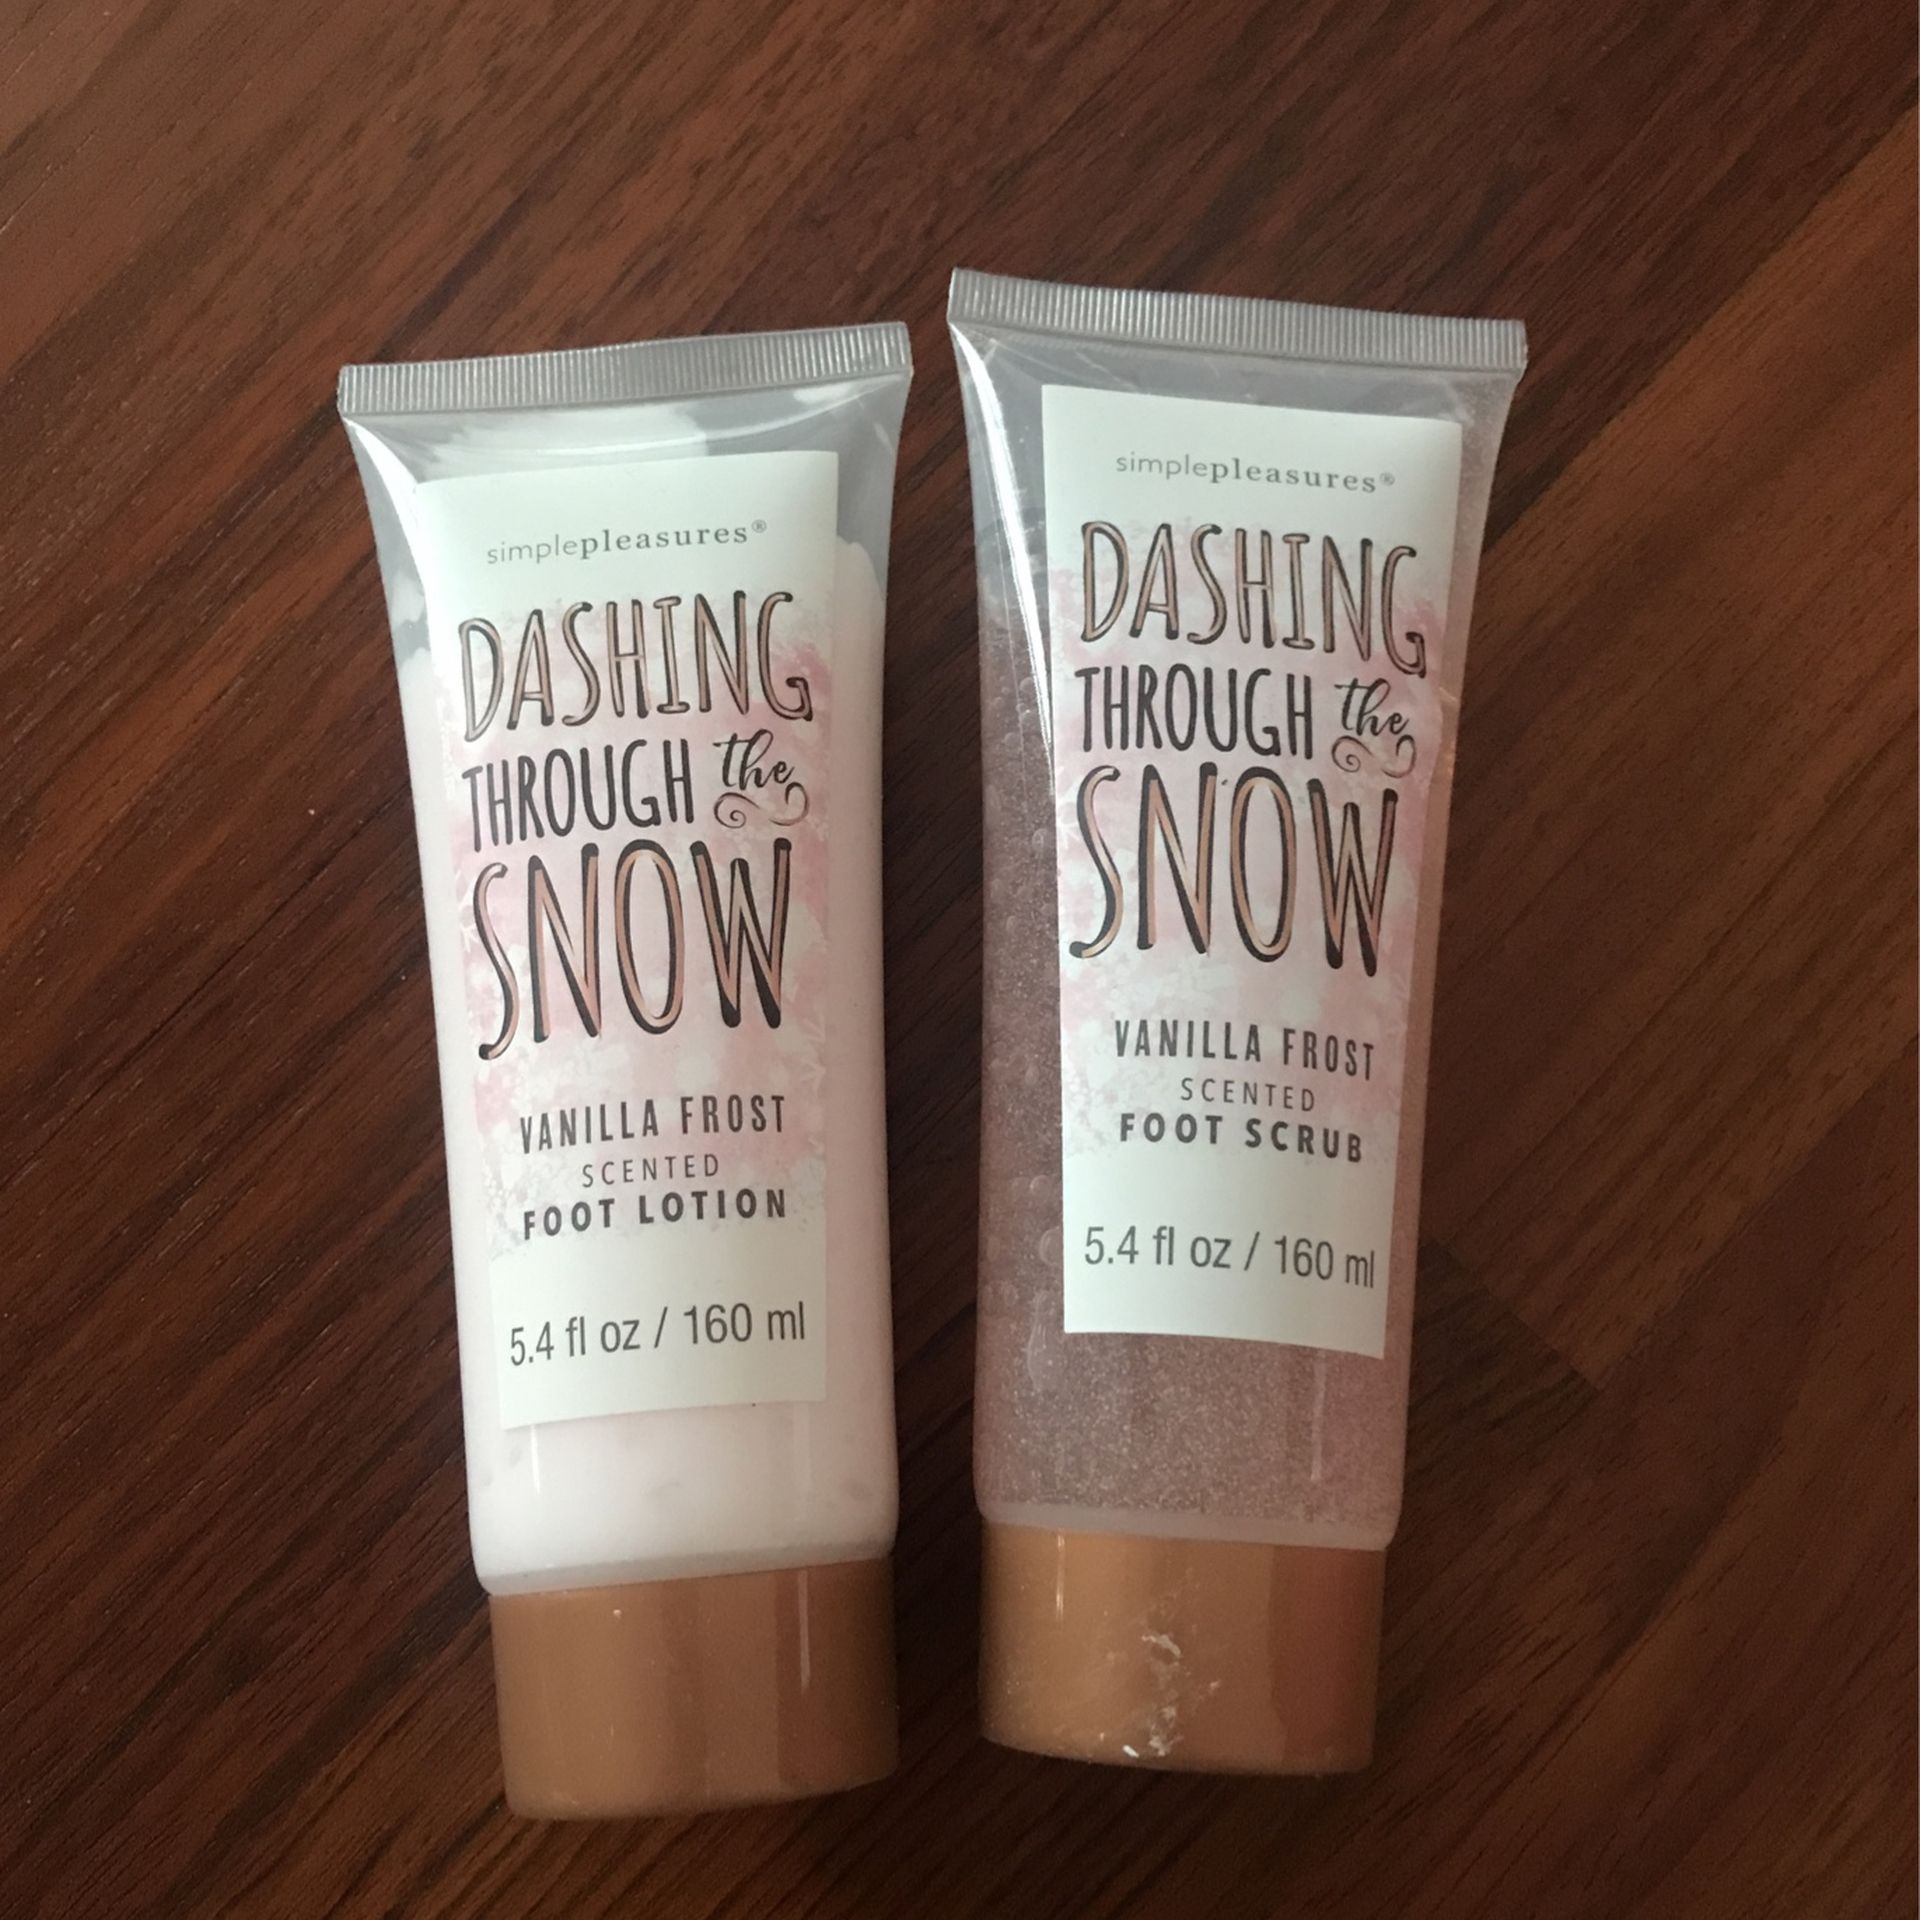 simplepleasures®
DASHING
THROUGH the
SNOW
VANILLA FROST
SCENTED
FOOT LOTION
5.4 fl oz / 160 ml
simplepleasures®
DASHING
THROUGH the
SNOW
VANILLA FROST
SCENTED
FOOT SCRUB
5.4 fl oz / 160 ml